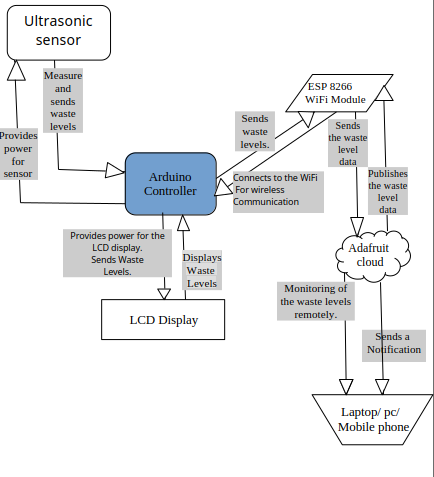 Ultrasonic
sensor
Measure
and
sends
waste
levels
Provides
power
for
sensor
ESP 8266
WiFi Module
Sends
waste
levels.
Sends
the waste
level
data
Publishes
the waste
level
data
Arduino
Controller
Connects to the WiFi
For wireless
Communication
Provides power for the
LCD display.
Sends Waste
Levels.
Displays
Waste
Levels
Adafruit
cloud
LCD Display
Monitoring of
the waste levels
remotely.
Sends a
Notification
Laptop/ pc/
Mobile phone